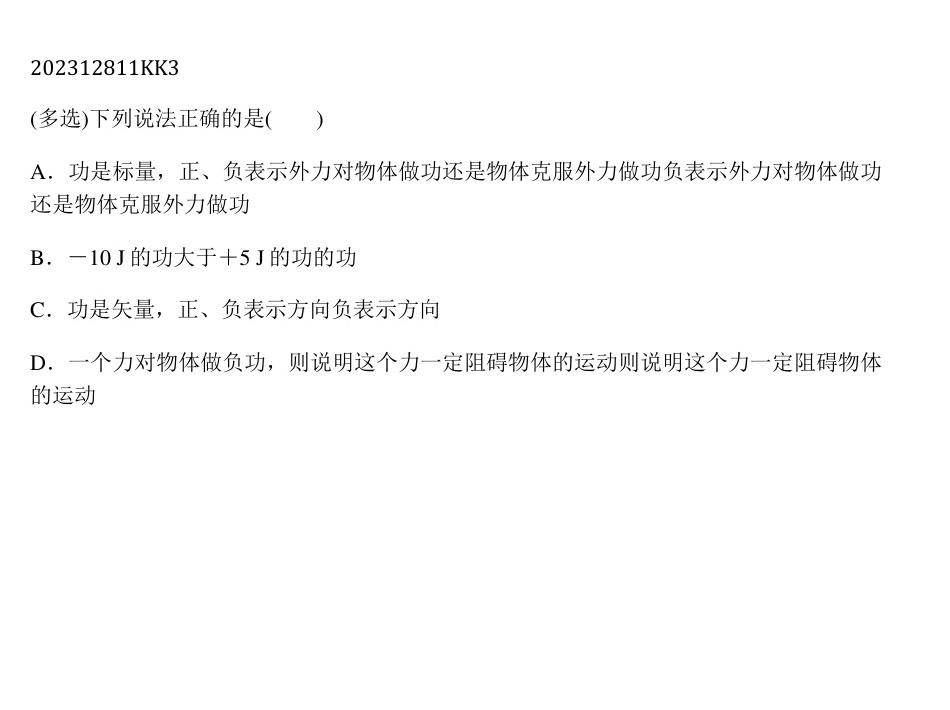 202312811KK3
(多选)下列说法正确的是(　　)
A．功是标量，正、负表示外力对物体做功还是物体克服外力做功负表示外力对物体做功
还是物体克服外力做功
B．－10 J 的功大于＋5 J 的功的功
C．功是矢量，正、负表示方向负表示方向
D．一个力对物体做负功，则说明这个力一定阻碍物体的运动则说明这个力一定阻碍物体
的运动